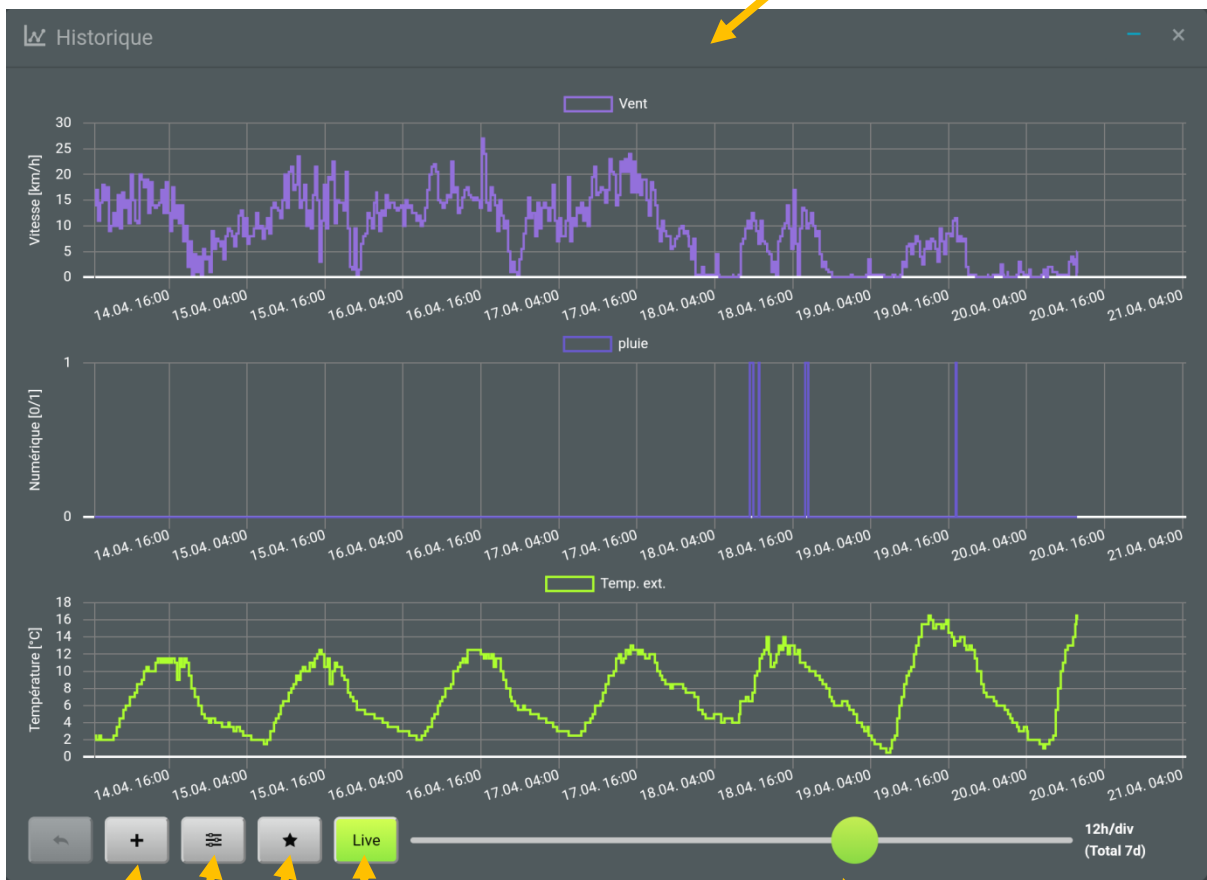 Historique
Vent
Vitesse [km/h]
30
25
20
15
10
5
0
14.04. 16:00 15.04. 04:00 15.04. 16:00 16.04. 04:00 16.04. 16:00 17.04. 04:00 17.04. 16:00 18.04. 04:00 18.04. 16:00 19.04. 04:00 19.04. 16:00 20.04. 04:00 20.04. 16:00 21.04. 04:00
pluie
Numérique [0/1]
1
0
14.04. 16:00 15.04. 04:00 15.04. 16:00 16.04. 04:00 16.04. 16:00 17.04. 04:00 17.04. 16:00 18.04. 04:00 18.04. 16:00 19.04. 04:00 19.04. 16:00 20.04. 04:00 20.04. 16:00 21.04. 04:00
Temp. ext.
Température [°C]
18
16
14
12
10
8
6
4
2
0
14.04. 16:00 15.04. 04:00 15.04. 16:00 16.04. 04:00 16.04. 16:00 17.04. 04:00 17.04. 16:00 18.04. 04:00 18.04. 16:00 19.04. 04:00 19.04. 16:00 20.04. 04:00 20.04. 16:00 21.04. 04:00
Live
12h/div
(Total 7d)